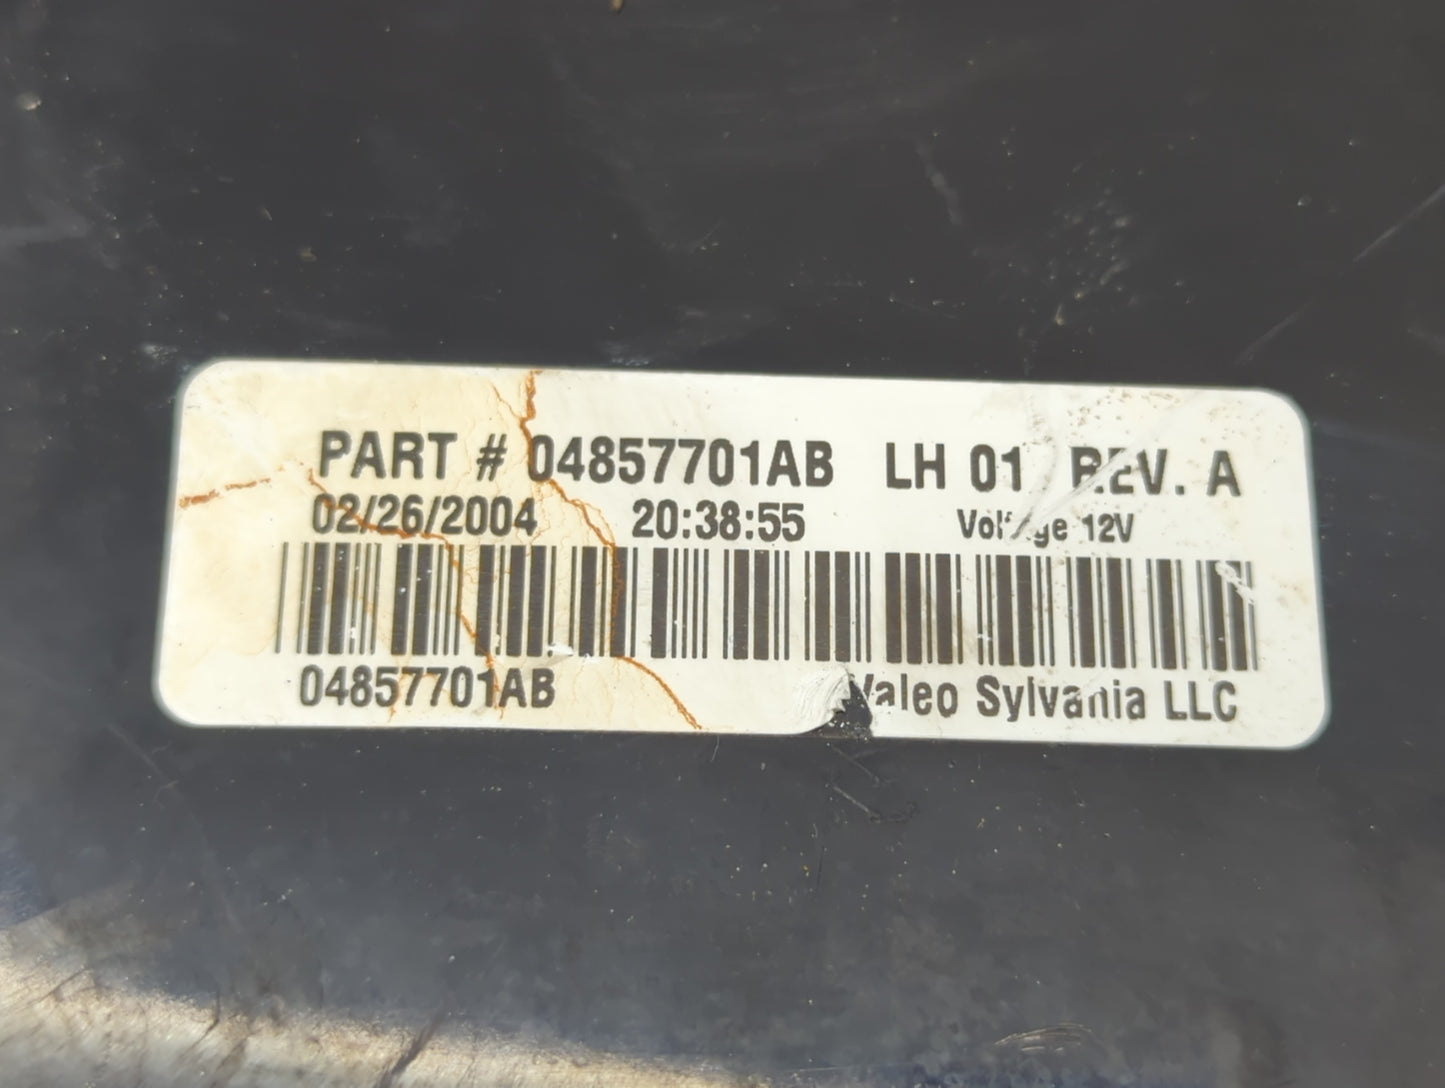 PART # 04857701AB LH 01 REV. A
02/26/2004 20:38:55 Voltage 12V
04857701AB Valeo Sylvania LLC